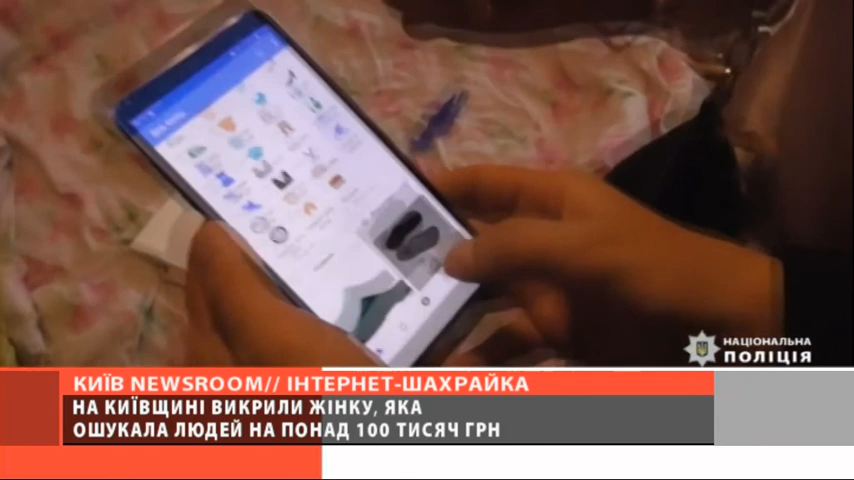 НАЦІОНАЛЬНА
ПОЛІЦІЯ
КИЇВ NEWSROOM// ІНТЕРНЕТ-ШАХРАЙКА
НА КИЇВЩИНІ ВИКРИЛИ ЖІНКУ, ЯКА
ОШУКАЛА ЛЮДЕЙ НА ПОНАД 100 ТИСЯЧ ГРН